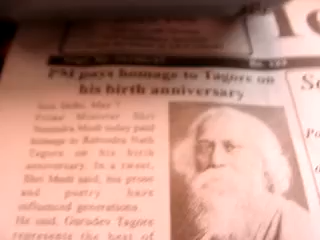 PM pays homage to Tagore on
his birth anniversary
New Delhi, May 7
Prime Minister Shri
Narendra Modi today paid
homage to Rabindra Nath
Tagore on his birth
anniversary. In a tweet,
Shri Modi said, his prose
and poetry have
influenced generations.
He said, Gurudev Tagore
represents the best of